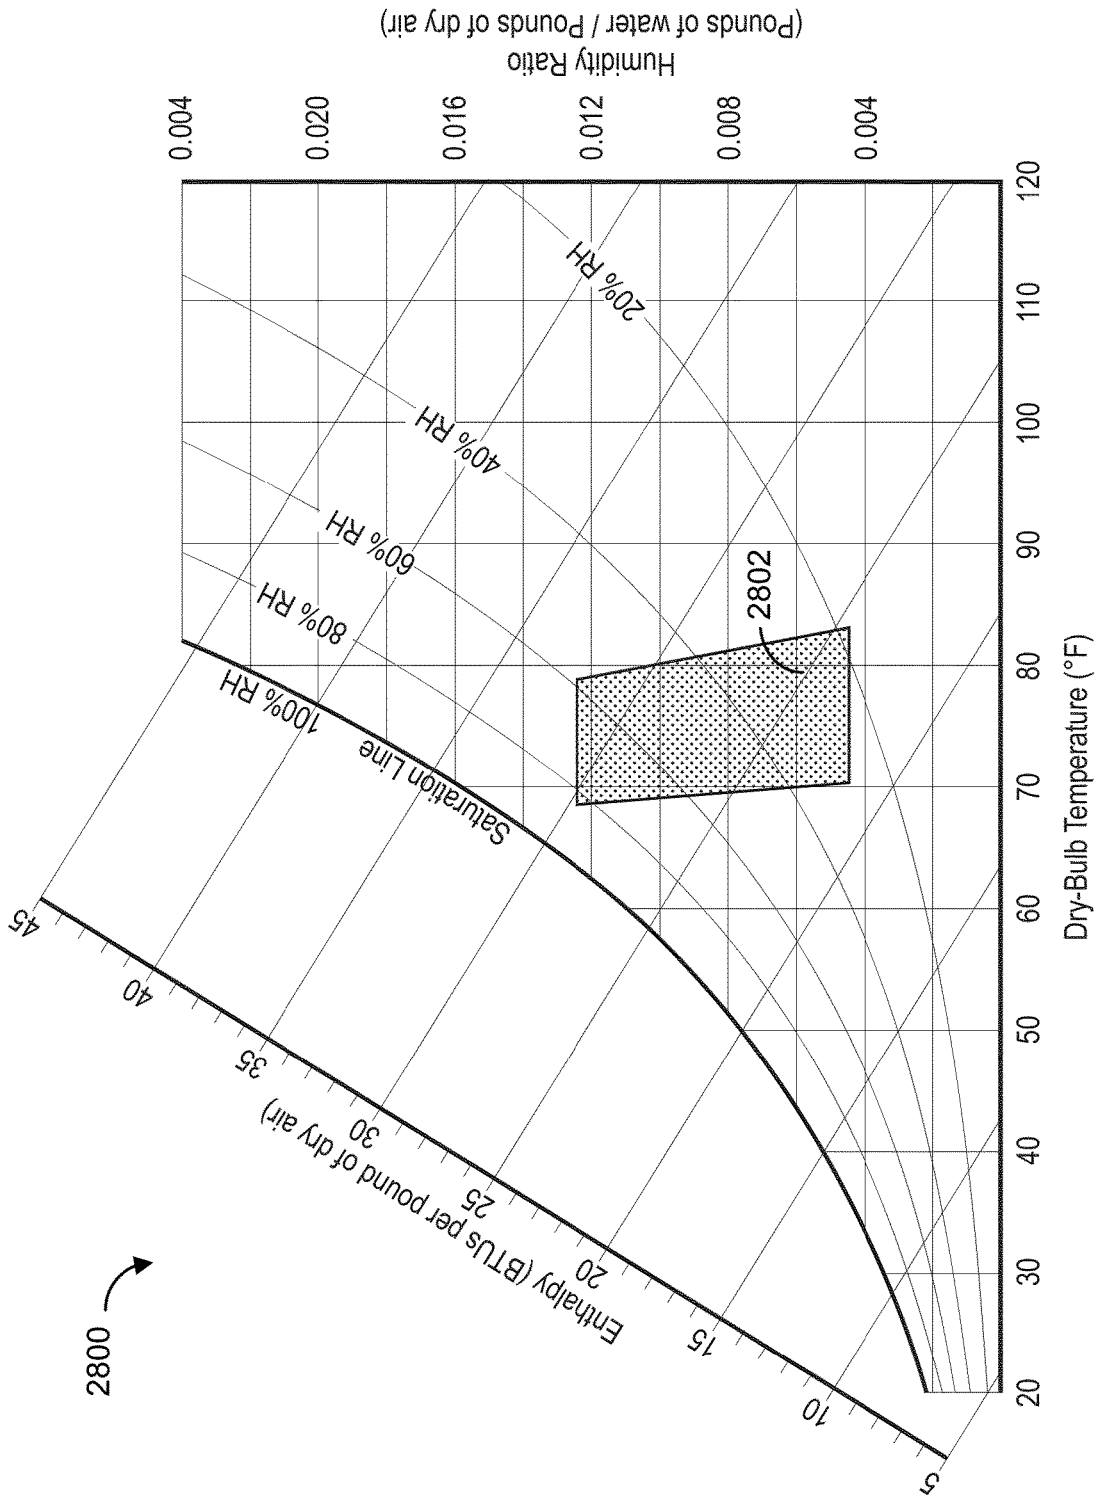 2800
Enthalpy (BTUs per pound of dry air)
5
10
15
20
25
30
35
40
45
Saturation Line
100% RH
80% RH
60% RH
40% RH
20% RH
2802
Humidity Ratio
(Pounds of water / Pounds of dry air)
0.004
0.020
0.016
0.012
0.008
0.004
20
30
40
50
60
70
80
90
100
110
120
Dry-Bulb Temperature (°F)